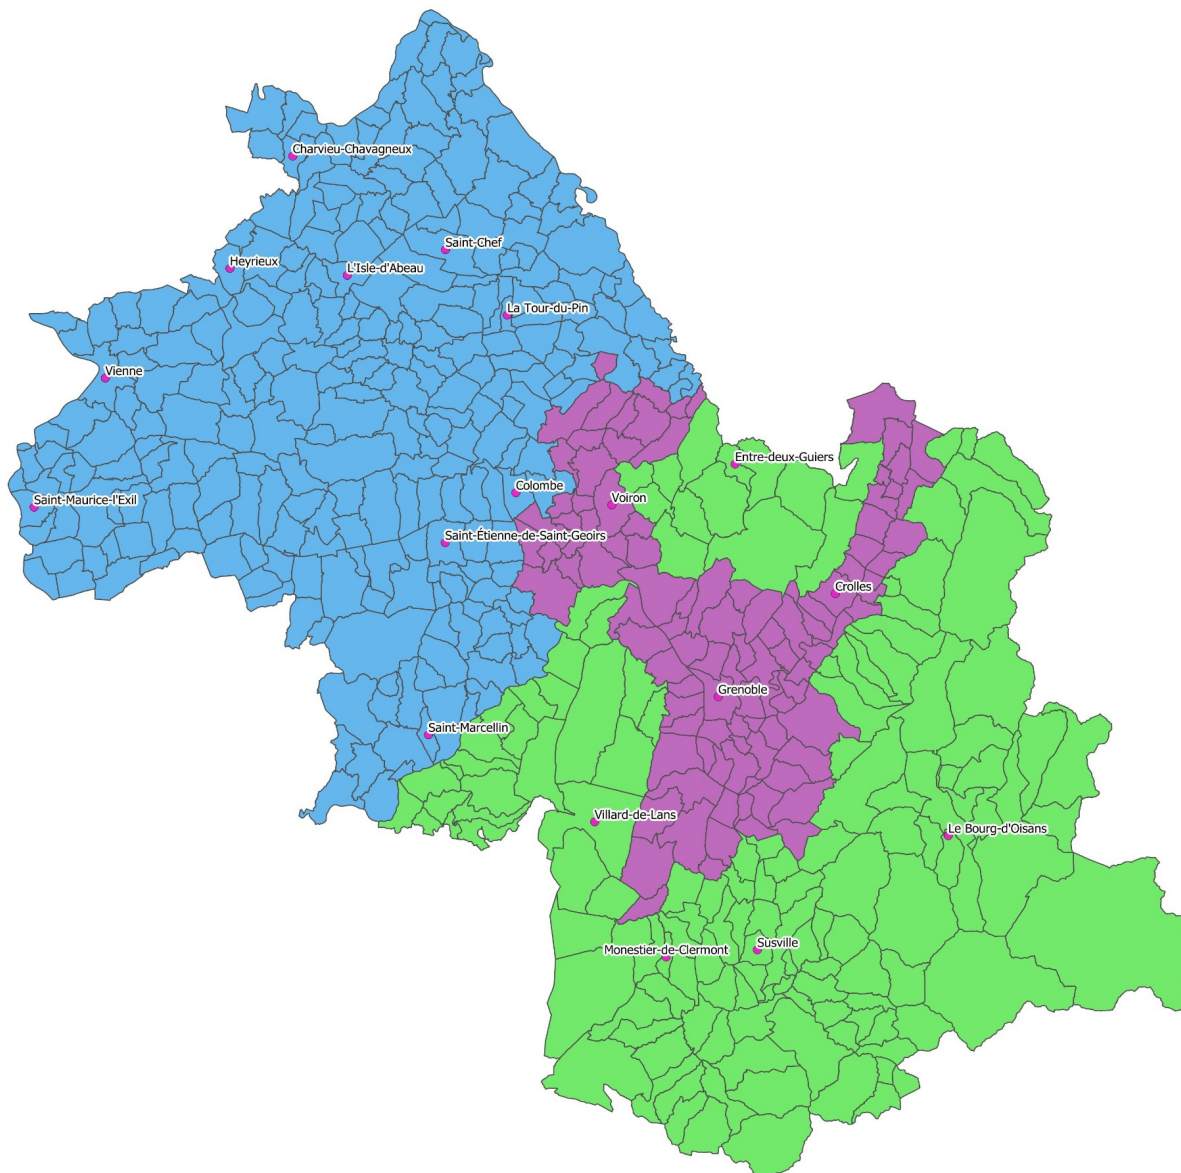 Charvieu-Chavagneux
Saint-Chef
Heyrieux
L'Isle-d'Abeau
La Tour-du-Pin
Vienne
Entre-deux-Guiers
Colombe
Saint-Maurice-l'Exil
Voiron
Saint-Étienne-de-Saint-Geoirs
Crolles
Grenoble
Saint-Marcellin
Villard-de-Lans
Le Bourg-d'Oisans
Susville
Monestier-de-Clermont